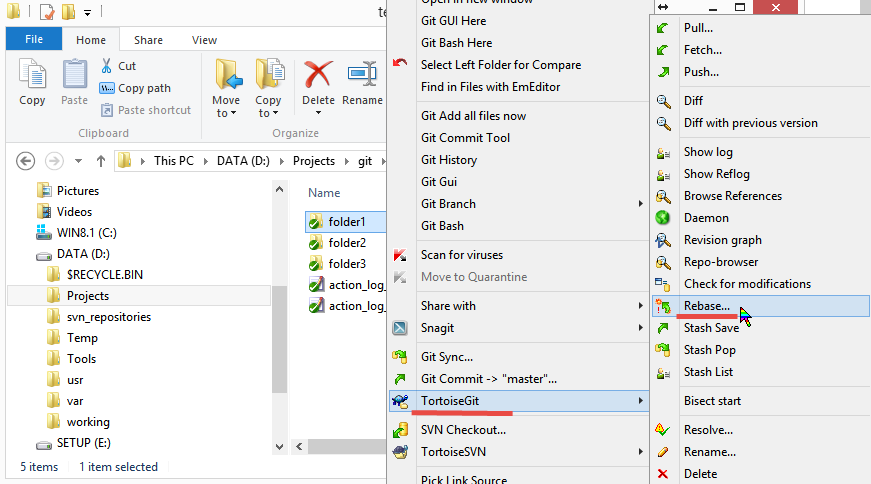 te
File
Home
Share
View
Copy
Paste
Cut
Copy path
Paste shortcut
Clipboard
Move to
Copy to
Delete
Rename
Organize
This PC
DATA (D:)
Projects
git
Pictures
Videos
WIN8.1 (C:)
DATA (D:)
$RECYCLE.BIN
Projects
svn_repositories
Temp
Tools
usr
var
working
SETUP (E:)
Name
folder1
folder2
folder3
action_log_
action_log_
5 items
1 item selected
Open in new window
Git GUI Here
Git Bash Here
Select Left Folder for Compare
Find in Files with EmEditor
Git Add all files now
Git Commit Tool
Git History
Git Gui
Git Branch
Git Bash
Scan for viruses
Move to Quarantine
Share with
Snagit
Git Sync...
Git Commit -> "master"...
TortoiseGit
SVN Checkout...
TortoiseSVN
Pick Link Source
Pull...
Fetch...
Push...
Diff
Diff with previous version
Show log
Show Reflog
Browse References
Daemon
Revision graph
Repo-browser
Check for modifications
Rebase...
Stash Save
Stash Pop
Stash List
Bisect start
Resolve...
Rename...
Delete